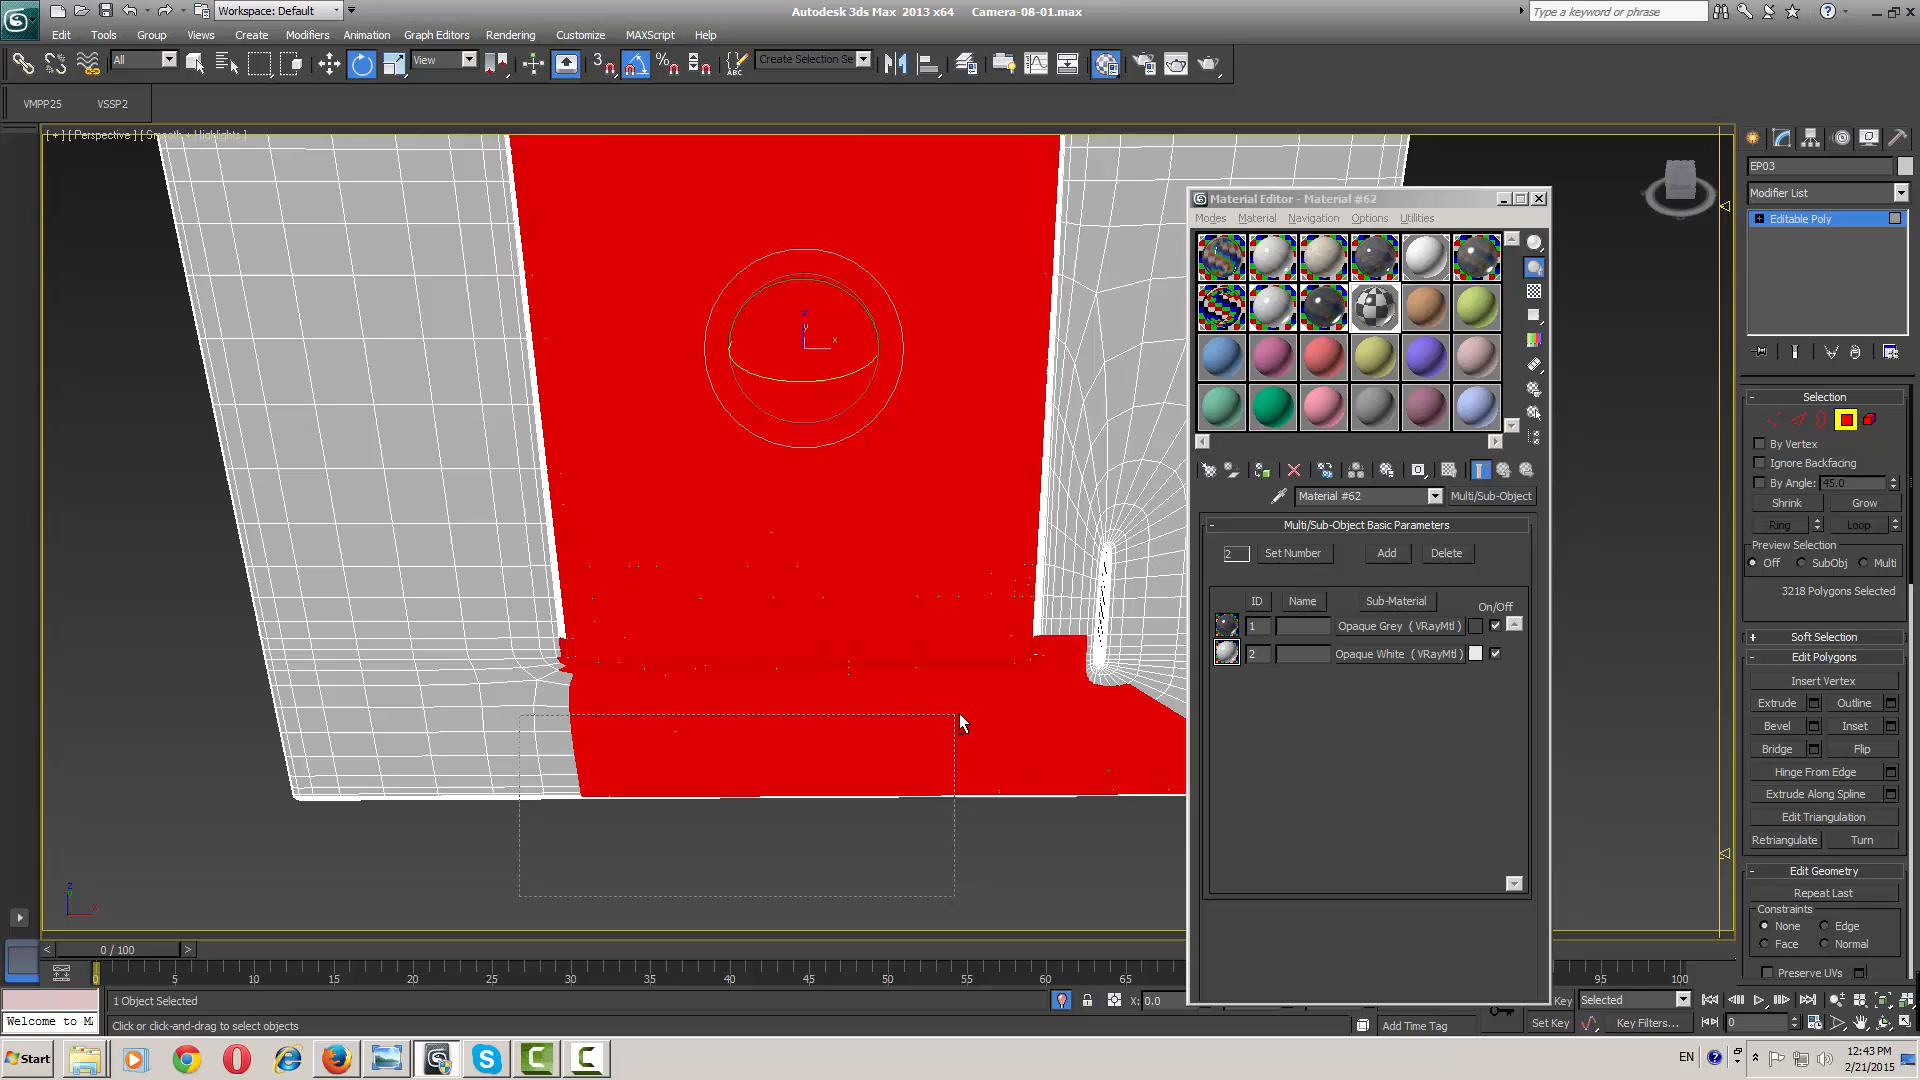 Workspace: Default
Autodesk 3ds Max 2013 x64 Camera-08-01.max
Type a keyword or phrase
Edit Tools Group Views Create Modifiers Animation Graph Editors Rendering Customize MAXScript Help
All
View
3
Create Selection Se
VMPP25 VSSP2
[ + ] [ Perspective ] [ Smooth + Highlights ]
EP03
Modifier List
Editable Poly
Material Editor - Material #62
Modes Material Navigation Options Utilities
Material #62
Multi/Sub-Object
Multi/Sub-Object Basic Parameters
2 Set Number Add Delete
ID Name Sub-Material On/Off
1 Opaque Grey ( VRayMtl )
2 Opaque White ( VRayMtl )
Selection
By Vertex
Ignore Backfacing
By Angle: 45.0
Shrink Grow
Ring Loop
Preview Selection
Off SubObj Multi
3218 Polygons Selected
Soft Selection
Edit Polygons
Insert Vertex
Extrude Outline
Bevel Inset
Bridge Flip
Hinge From Edge
Extrude Along Spline
Edit Triangulation
Retriangulate Turn
Edit Geometry
Repeat Last
Constraints
None Edge
Face Normal
Preserve UVs
z
y
x
z
x
< 0 / 100 >
0 5 10 15 20 25 30 35 40 45 50 55 60 65 95 100
1 Object Selected
X: 0.0
Key
Selected
Welcome to M
Click or click-and-drag to select objects
Add Time Tag
Set Key
Key Filters...
0
Start
EN
12:43 PM
2/21/2015